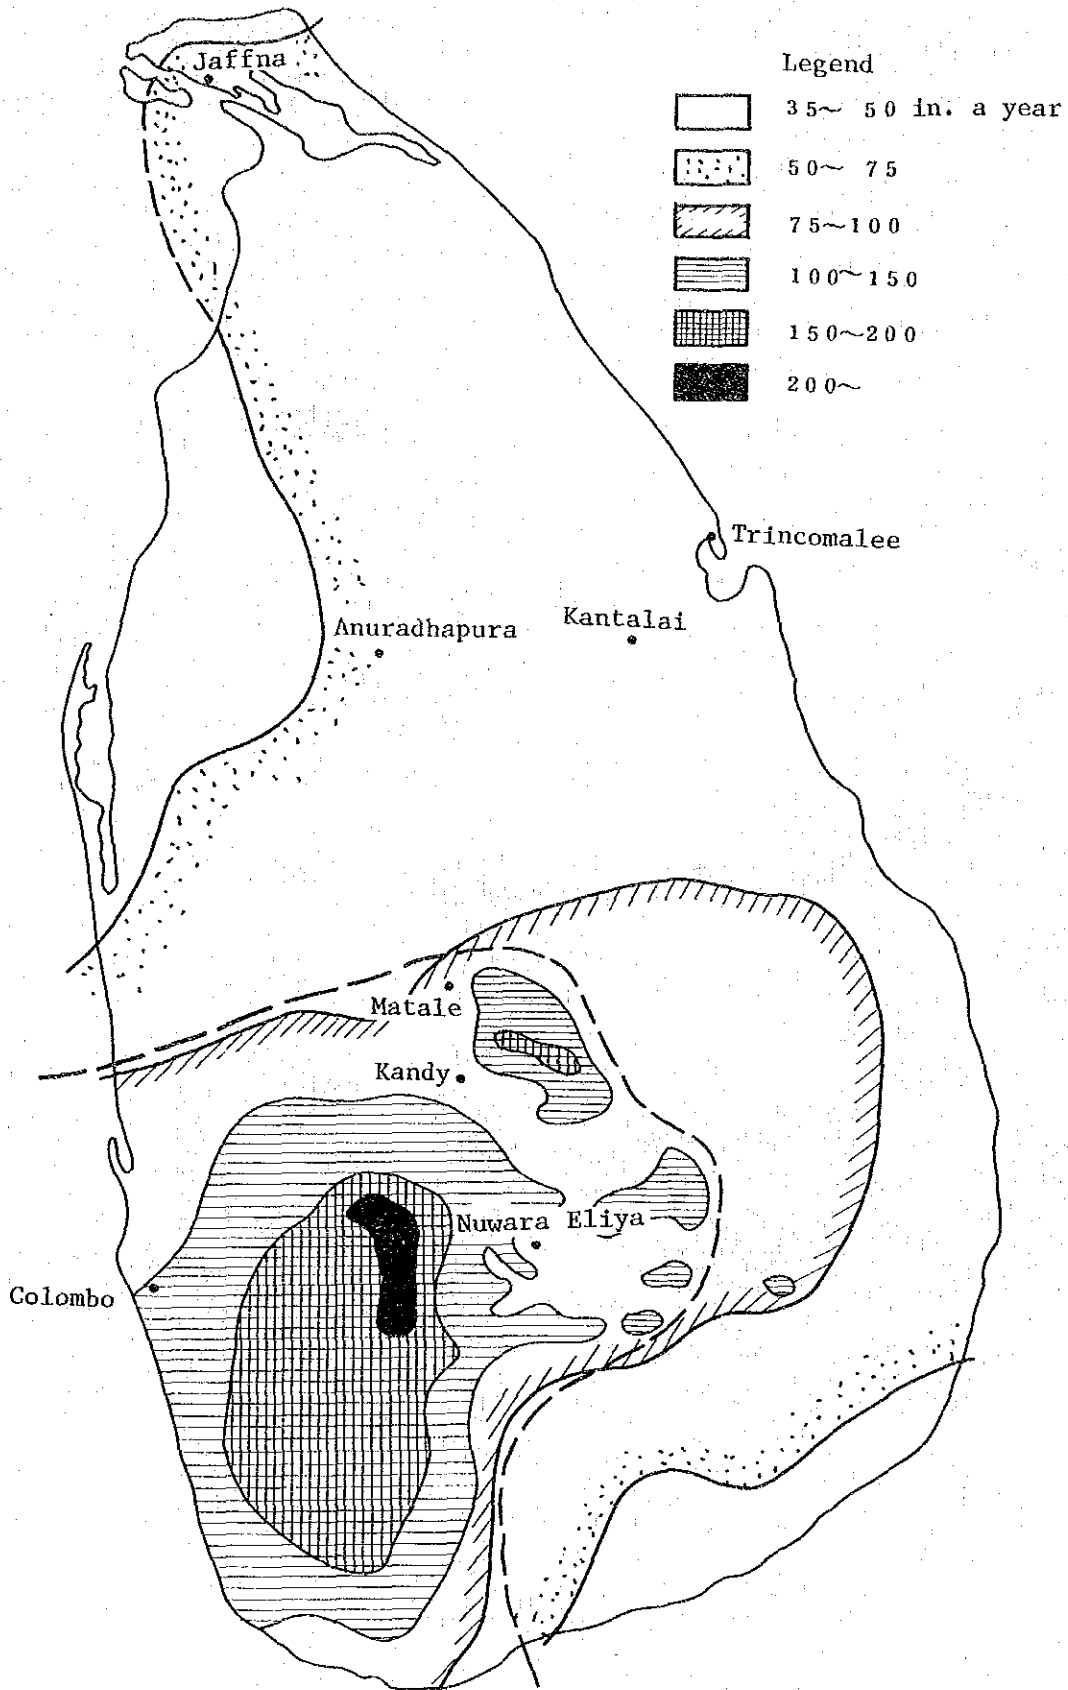 Jaffna
Legend
35~ 50 in. a year
50~ 75
75~100
100~150
150~200
200~
Trincomalee
Kantalai
Anuradhapura
Matale
Kandy
Nuwara Eliya
Colombo